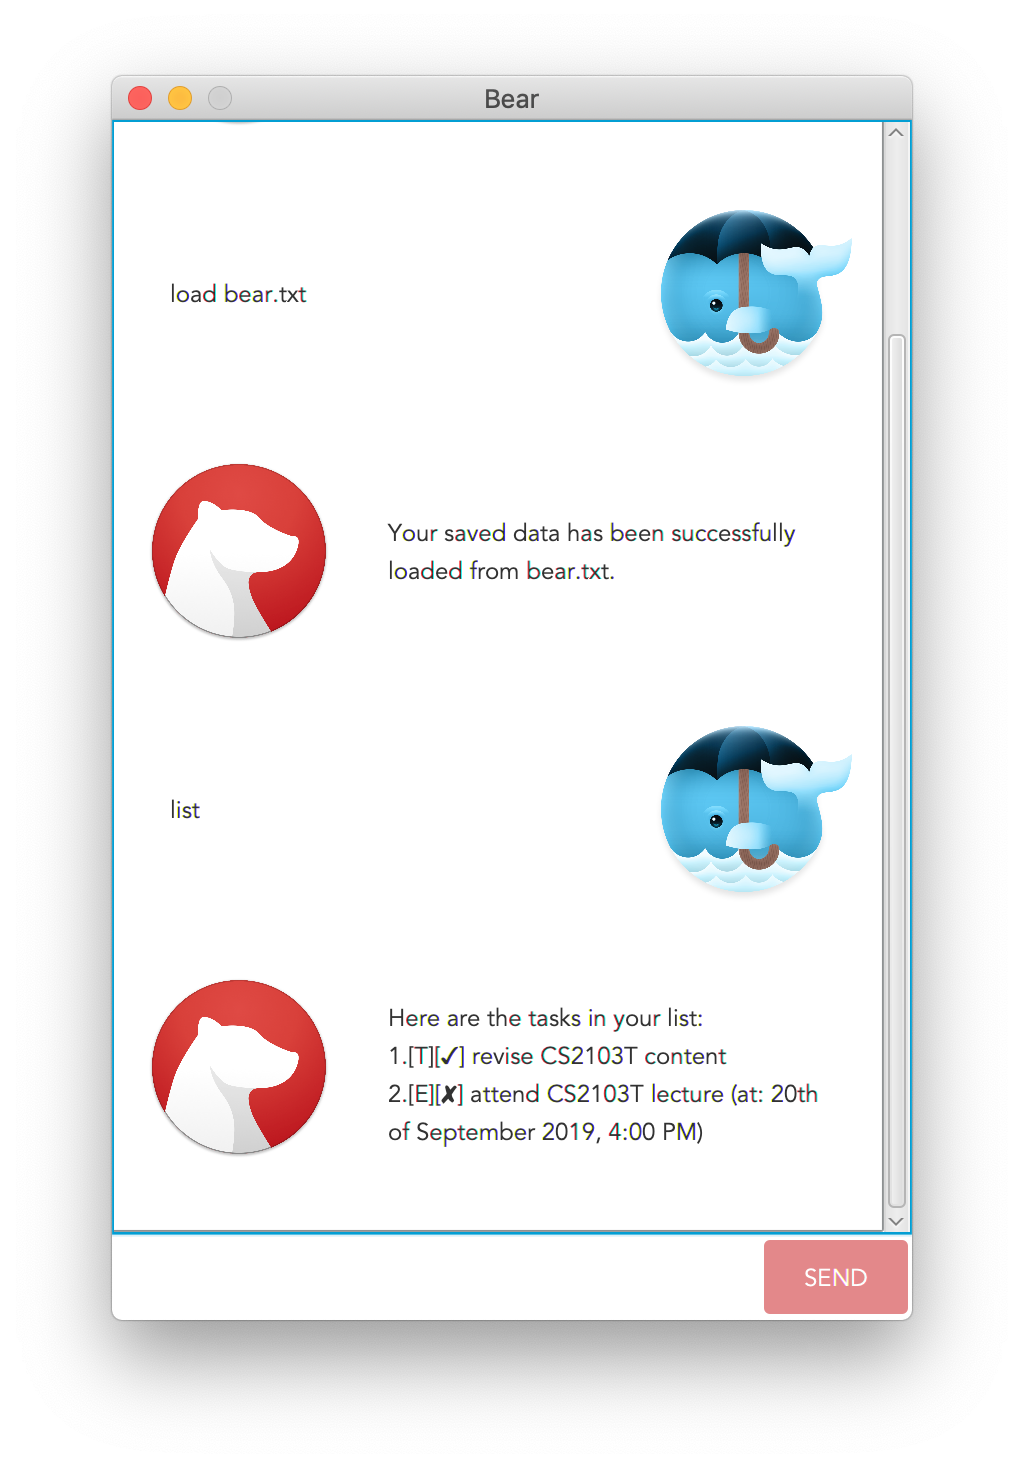 Bear
load bear.txt
Your saved data has been successfully
loaded from bear.txt.
list
Here are the tasks in your list:
1.[T][✓] revise CS2103T content
2.[E][✘] attend CS2103T lecture (at: 20th
of September 2019, 4:00 PM)
SEND